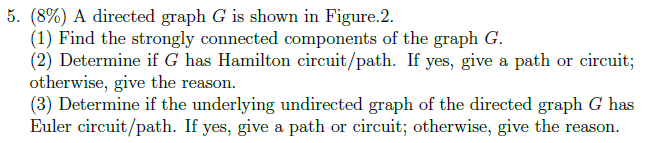 5. (8%) A directed graph G is shown in Figure.2.
(1) Find the strongly connected components of the graph G.
(2) Determine if G has Hamilton circuit/path. If yes, give a path or circuit;
otherwise, give the reason.
(3) Determine if the underlying undirected graph of the directed graph G has
Euler circuit/path. If yes, give a path or circuit; otherwise, give the reason.